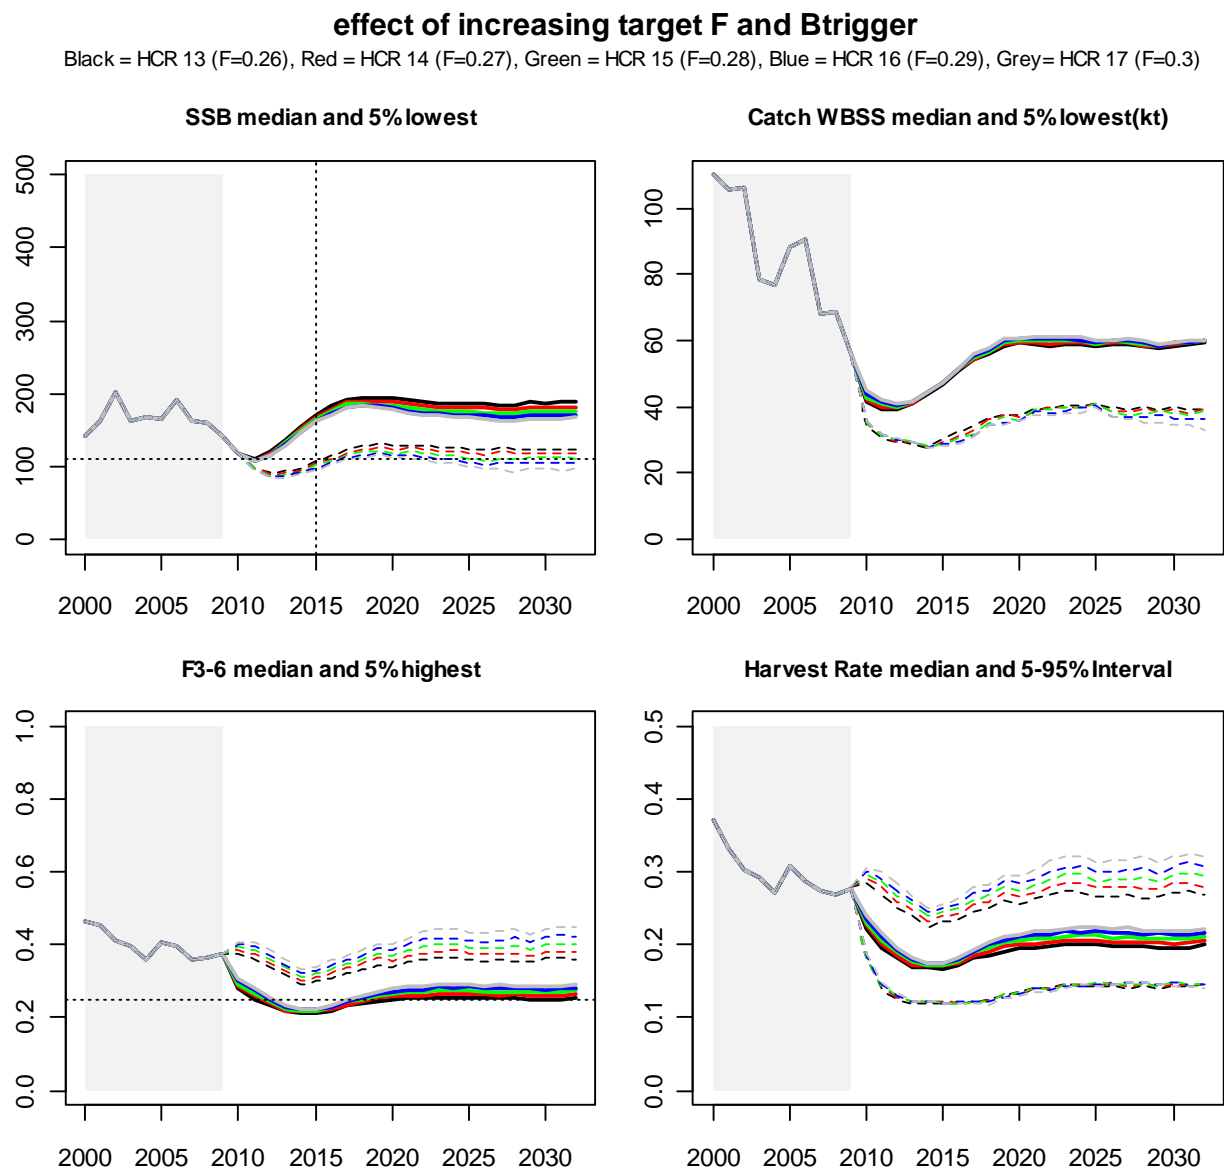 effect of increasing target F and Btrigger
Black = HCR 13 (F=0.26), Red = HCR 14 (F=0.27), Green = HCR 15 (F=0.28), Blue = HCR 16 (F=0.29), Grey= HCR 17 (F=0.3)
SSB median and 5%lowest
500
400
300
200
100
0
2000 2005 2010 2015 2020 2025 2030
Catch WBSS median and 5%lowest(kt)
100
80
60
40
20
0
2000 2005 2010 2015 2020 2025 2030
F3-6 median and 5%highest
1.0
0.8
0.6
0.4
0.2
0.0
2000 2005 2010 2015 2020 2025 2030
Harvest Rate median and 5-95%Interval
0.5
0.4
0.3
0.2
0.1
0.0
2000 2005 2010 2015 2020 2025 2030